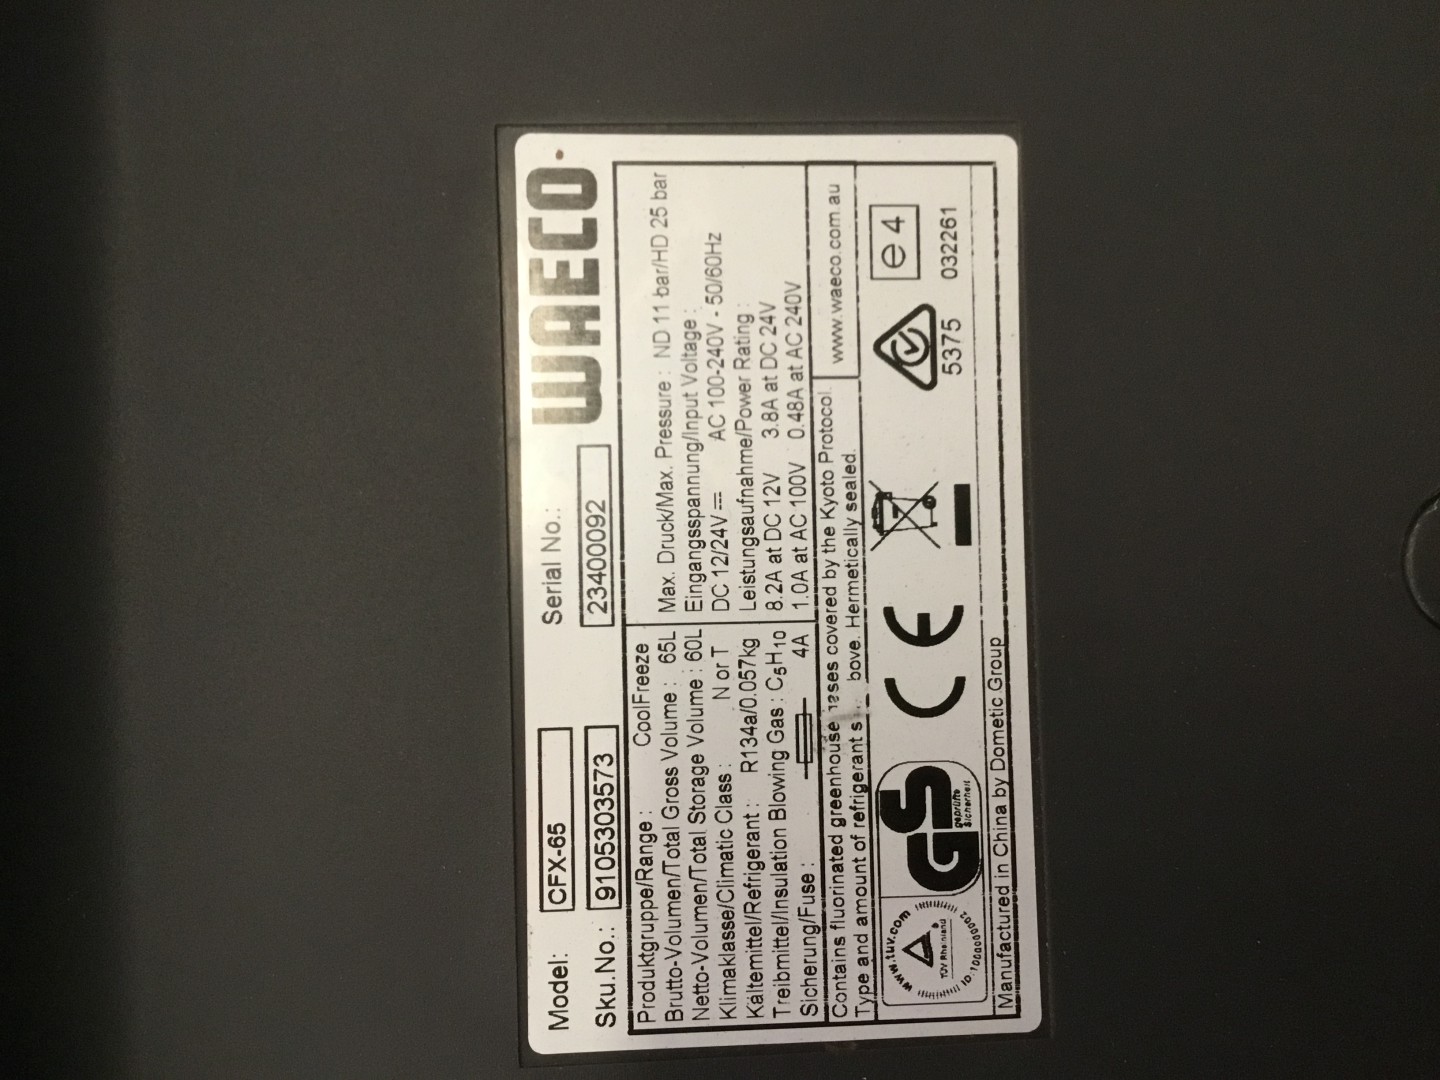 Model: CFX-65
Serial No.:
WAECO
Sku.No.: 9105303573
23400092
Produktgruppe/Range : CoolFreeze
Brutto-Volumen/Total Gross Volume : 65L
Netto-Volumen/Total Storage Volume : 60L
Klimaklasse/Climatic Class : N or T
Kältemittel/Refrigerant : R134a/0.057kg
Treibmittel/Insulation Blowing Gas : C5H10
Sicherung/Fuse : 4A
Max. Druck/Max. Pressure : ND 11 bar/HD 25 bar
Eingangsspannung/Input Voltage :
DC 12/24V⎓ AC 100-240V - 50/60Hz
Leistungsaufnahme/Power Rating :
8.2A at DC 12V 3.8A at DC 24V
1.0A at AC 100V 0.48A at AC 240V
Contains fluorinated greenhouse covered by the Kyoto Protocol.
Type and amount of refrigerant Hermetically sealed.
www.waeco.com.au
www.tuv.com
TÜV Rheinland
GS
geprüfte
Sicherheit
CE
5375
e4
032261
Manufactured in China by Dometic Group